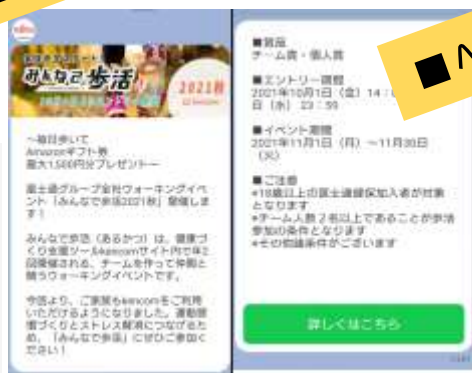 みんなで歩活
2021秋
～毎日歩いて
Amazonギフト券
最大1,500円分プレゼント～
富士通グループ会社ウォーキングイベ
ント「みんなで歩活2021秋」開催しま
す！
みんなで歩活（あるかつ）は、健康づ
くり支援ツールkencomサイト内で年2
回開催される、チームを作って仲間と
競うウォーキングイベントです。
今回より、ご家族もkencomをご利用
いただけるようになりました。運動習
慣づくりとストレス解消につなげるた
め、「みんなで歩活」にぜひご参加く
ださい！
■賞品
チーム賞・個人賞
■エントリー期間
2021年10月1日（金）14：
日（水）23：59
■イベント期間
2021年11月1日（月）～11月30日
（火）
■ご注意
*18歳以上の富士通健保加入者が対象
となります
*チーム人数2名以上であることが歩活
参加の条件となります
*その他諸条件がございます
詳しくはこちら